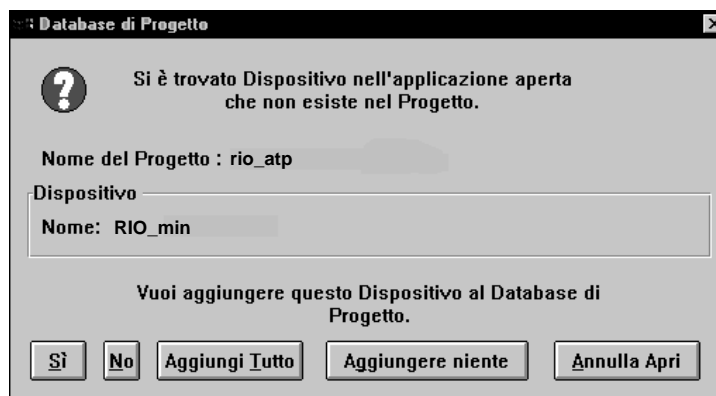 Database di Progetto
Si è trovato Dispositivo nell'applicazione aperta
che non esiste nel Progetto.
Nome del Progetto : rio_atp
Dispositivo
Nome: RIO_min
Vuoi aggiungere questo Dispositivo al Database di
Progetto.
Sì No Aggiungi Tutto Aggiungere niente Annulla Apri